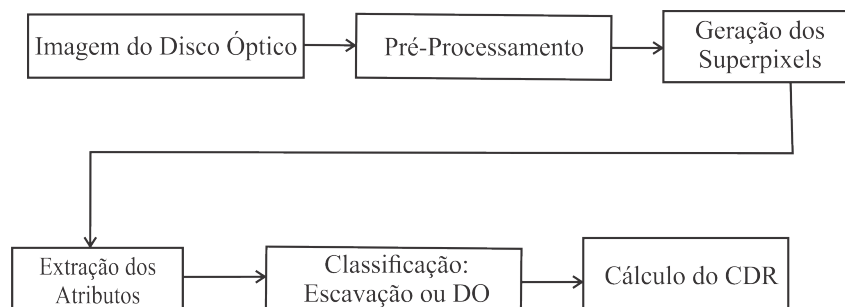 Imagem do Disco Óptico
Pré-Processamento
Geração dos
Superpixels
Extração dos
Atributos
Classificação:
Escavação ou DO
Cálculo do CDR